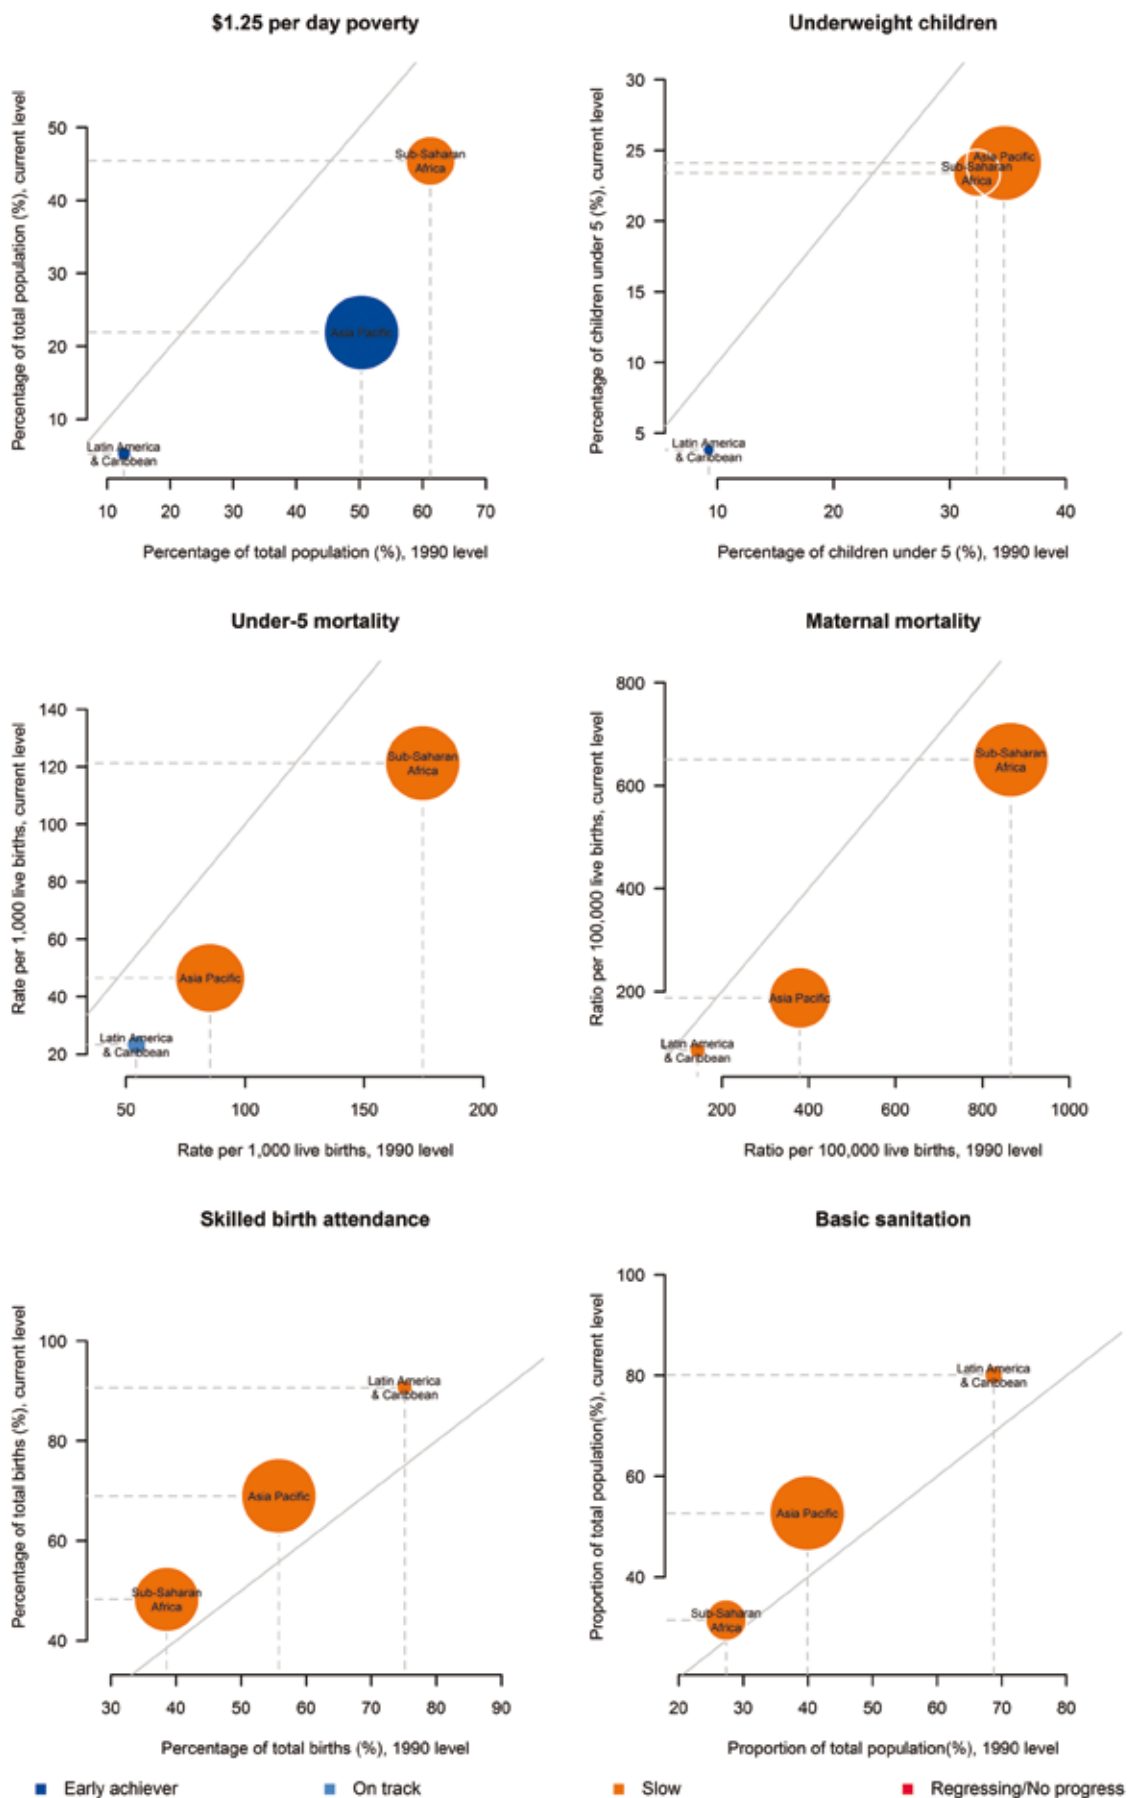 $1.25 per day poverty
Percentage of total population (%), current level
50
40
30
20
10
Sub-Saharan
Africa
Asia Pacific
Latin America
& Caribbean
10 20 30 40 50 60 70
Percentage of total population (%), 1990 level
Underweight children
Percentage of children under 5 (%), current level
30
25
20
15
10
5
Asia Pacific
Sub-Saharan
Africa
Latin America
& Caribbean
10 20 30 40
Percentage of children under 5 (%), 1990 level
Under-5 mortality
Rate per 1,000 live births, current level
140
120
100
80
60
40
20
Sub-Saharan
Africa
Asia Pacific
Latin America
& Caribbean
50 100 150 200
Rate per 1,000 live births, 1990 level
Maternal mortality
Ratio per 100,000 live births, current level
800
600
400
200
Sub-Saharan
Africa
Asia Pacific
Latin America
& Caribbean
200 400 600 800 1000
Ratio per 100,000 live births, 1990 level
Skilled birth attendance
Percentage of total births (%), current level
100
80
60
40
Latin America
& Caribbean
Asia Pacific
Sub-Saharan
Africa
30 40 50 60 70 80 90
Percentage of total births (%), 1990 level
Basic sanitation
Proportion of total population(%), current level
100
80
60
40
Latin America
& Caribbean
Asia Pacific
Sub-Saharan
Africa
20 30 40 50 60 70 80
Proportion of total population(%), 1990 level
Early achiever
On track
Slow
Regressing/No progress